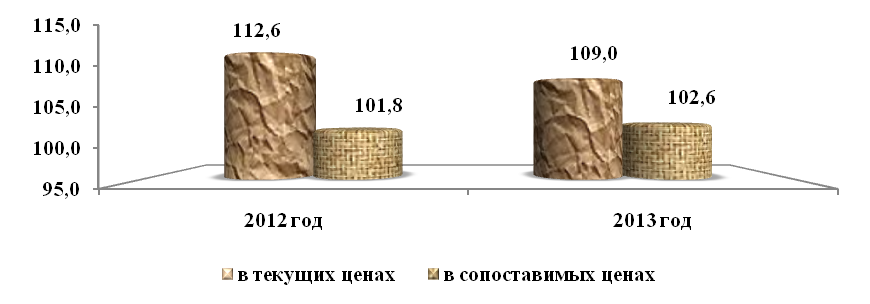 115,0
110,0
105,0
100,0
95,0
112,6
101,8
109,0
102,6
2012 год
2013 год
в текущих ценах
в сопоставимых ценах